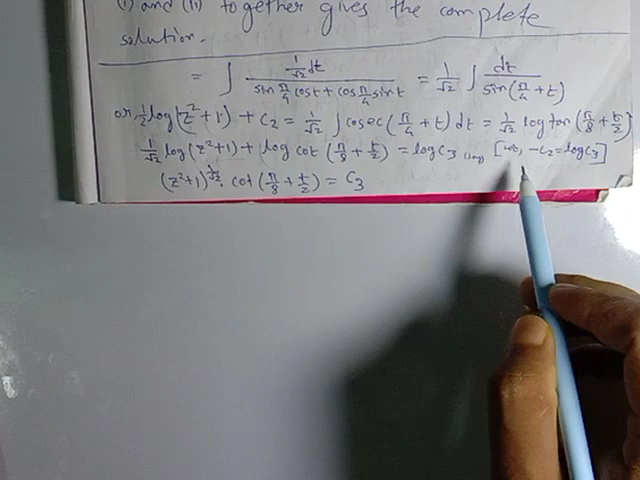 (i) and (ii) together gives the complete
solution.
= ∫ (1/√2 dt)/(sin π/4 cost + cos π/4 sint) = 1/√2 ∫ dt/(sin(π/4 + t))
or, ½ log(z²+1) + C₂ = 1/√2 ∫ cosec(π/4 + t) dt = 1/√2 log tan(π/8 + t/2)
1/√2 log(z²+1) + log cot(π/8 + t/2) = log C₃ - C₂ = log C₃]
(z²+1)^(1/√2) . cot(π/8 + t/2) = C₃